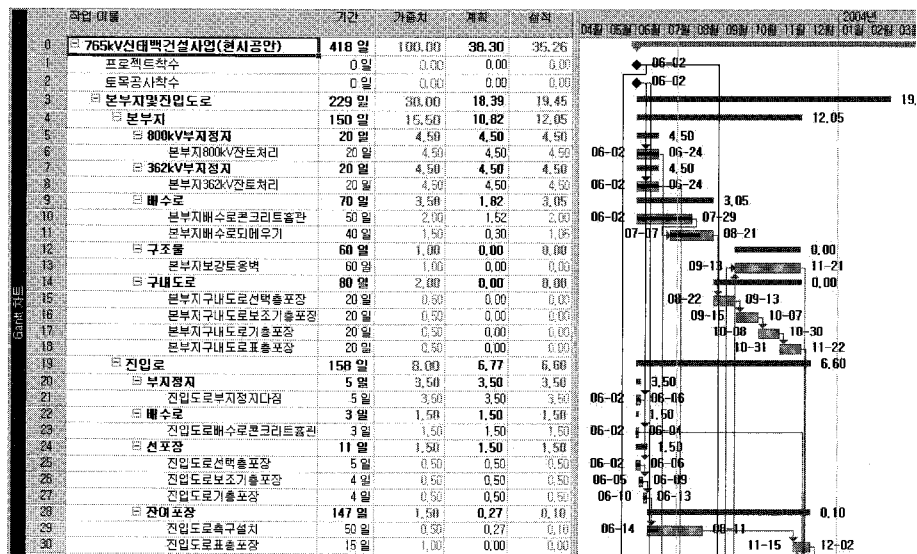 작업 이름 기간 가중치 계획 실적 2004년
04월 05월 06월 07월 08월 09월 10월 11월 12월 01월 02월 03월
0 765kV신태백건설사업(현시공안) 418 일 100.00 38.30 35.26
1 프로젝트착수 0 일 0.00 0.00 0.00 06-02
2 토목공사착수 0 일 0.00 0.00 0.00 06-02
3 본부지및진입도로 229 일 30.00 18.39 19.45 19.
4 본부지 150 일 15.50 10.82 12.05 12.05
5 800kV부지정지 20 일 4.50 4.50 4.50 4.50
6 본부지800kV잔토처리 20 일 4.50 4.50 4.50 06-02 06-24
7 362kV부지정지 20 일 4.50 4.50 4.50 4.50
8 본부지362kV잔토처리 20 일 4.50 4.50 4.50 06-02 06-24
9 배수로 70 일 3.50 1.82 3.05 3.05
10 본부지배수로콘크리트흄관 50 일 2.00 1.52 2.00 06-02 07-29
11 본부지배수로되메우기 40 일 1.50 0.30 1.05 07-07 08-21
12 구조물 60 일 1.00 0.00 0.00 0.00
13 본부지보강토옹벽 60 일 1.00 0.00 0.00 09-13 11-21
14 구내도로 80 일 2.00 0.00 0.00 0.00
15 본부지구내도로선택층포장 20 일 0.50 0.00 0.00 08-22 09-13
16 본부지구내도로보조기층포장 20 일 0.50 0.00 0.00 09-15 10-07
17 본부지구내도로기층포장 20 일 0.50 0.00 0.00 10-08 10-30
18 본부지구내도로표층포장 20 일 0.50 0.00 0.00 10-31 11-22
19 진입로 158 일 8.00 6.77 6.60 6.60
20 부지정지 5 일 3.50 3.50 3.50 3.50
21 진입도로부지정지다짐 5 일 3.50 3.50 3.50 06-02 06-06
22 배수로 3 일 1.50 1.50 1.50 1.50
23 진입도로배수로콘크리트흄관 3 일 1.50 1.50 1.50 06-02 06-04
24 선포장 11 일 1.50 1.50 1.50 1.50
25 진입도로선택층포장 5 일 0.50 0.50 0.50 06-02 06-06
26 진입도로보조기층포장 4 일 0.50 0.50 0.50 06-05 06-09
27 진입도로기층포장 4 일 0.50 0.50 0.50 06-10 06-13
28 잔여포장 147 일 1.50 0.27 0.10 0.10
29 진입도로측구설치 50 일 0.50 0.27 0.10 06-14 08-11
30 진입도로표층포장 15 일 1.00 0.00 0.00 11-15 12-02
Gantt 차트